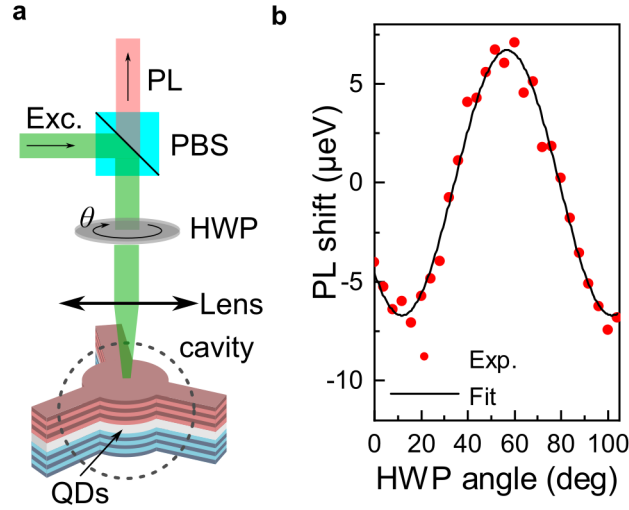 a
PL
Exc.
PBS
θ
HWP
Lens
cavity
QDs
b
PL shift (µeV)
5
0
-5
-10
Exp.
Fit
0
20
40
60
80
100
HWP angle (deg)